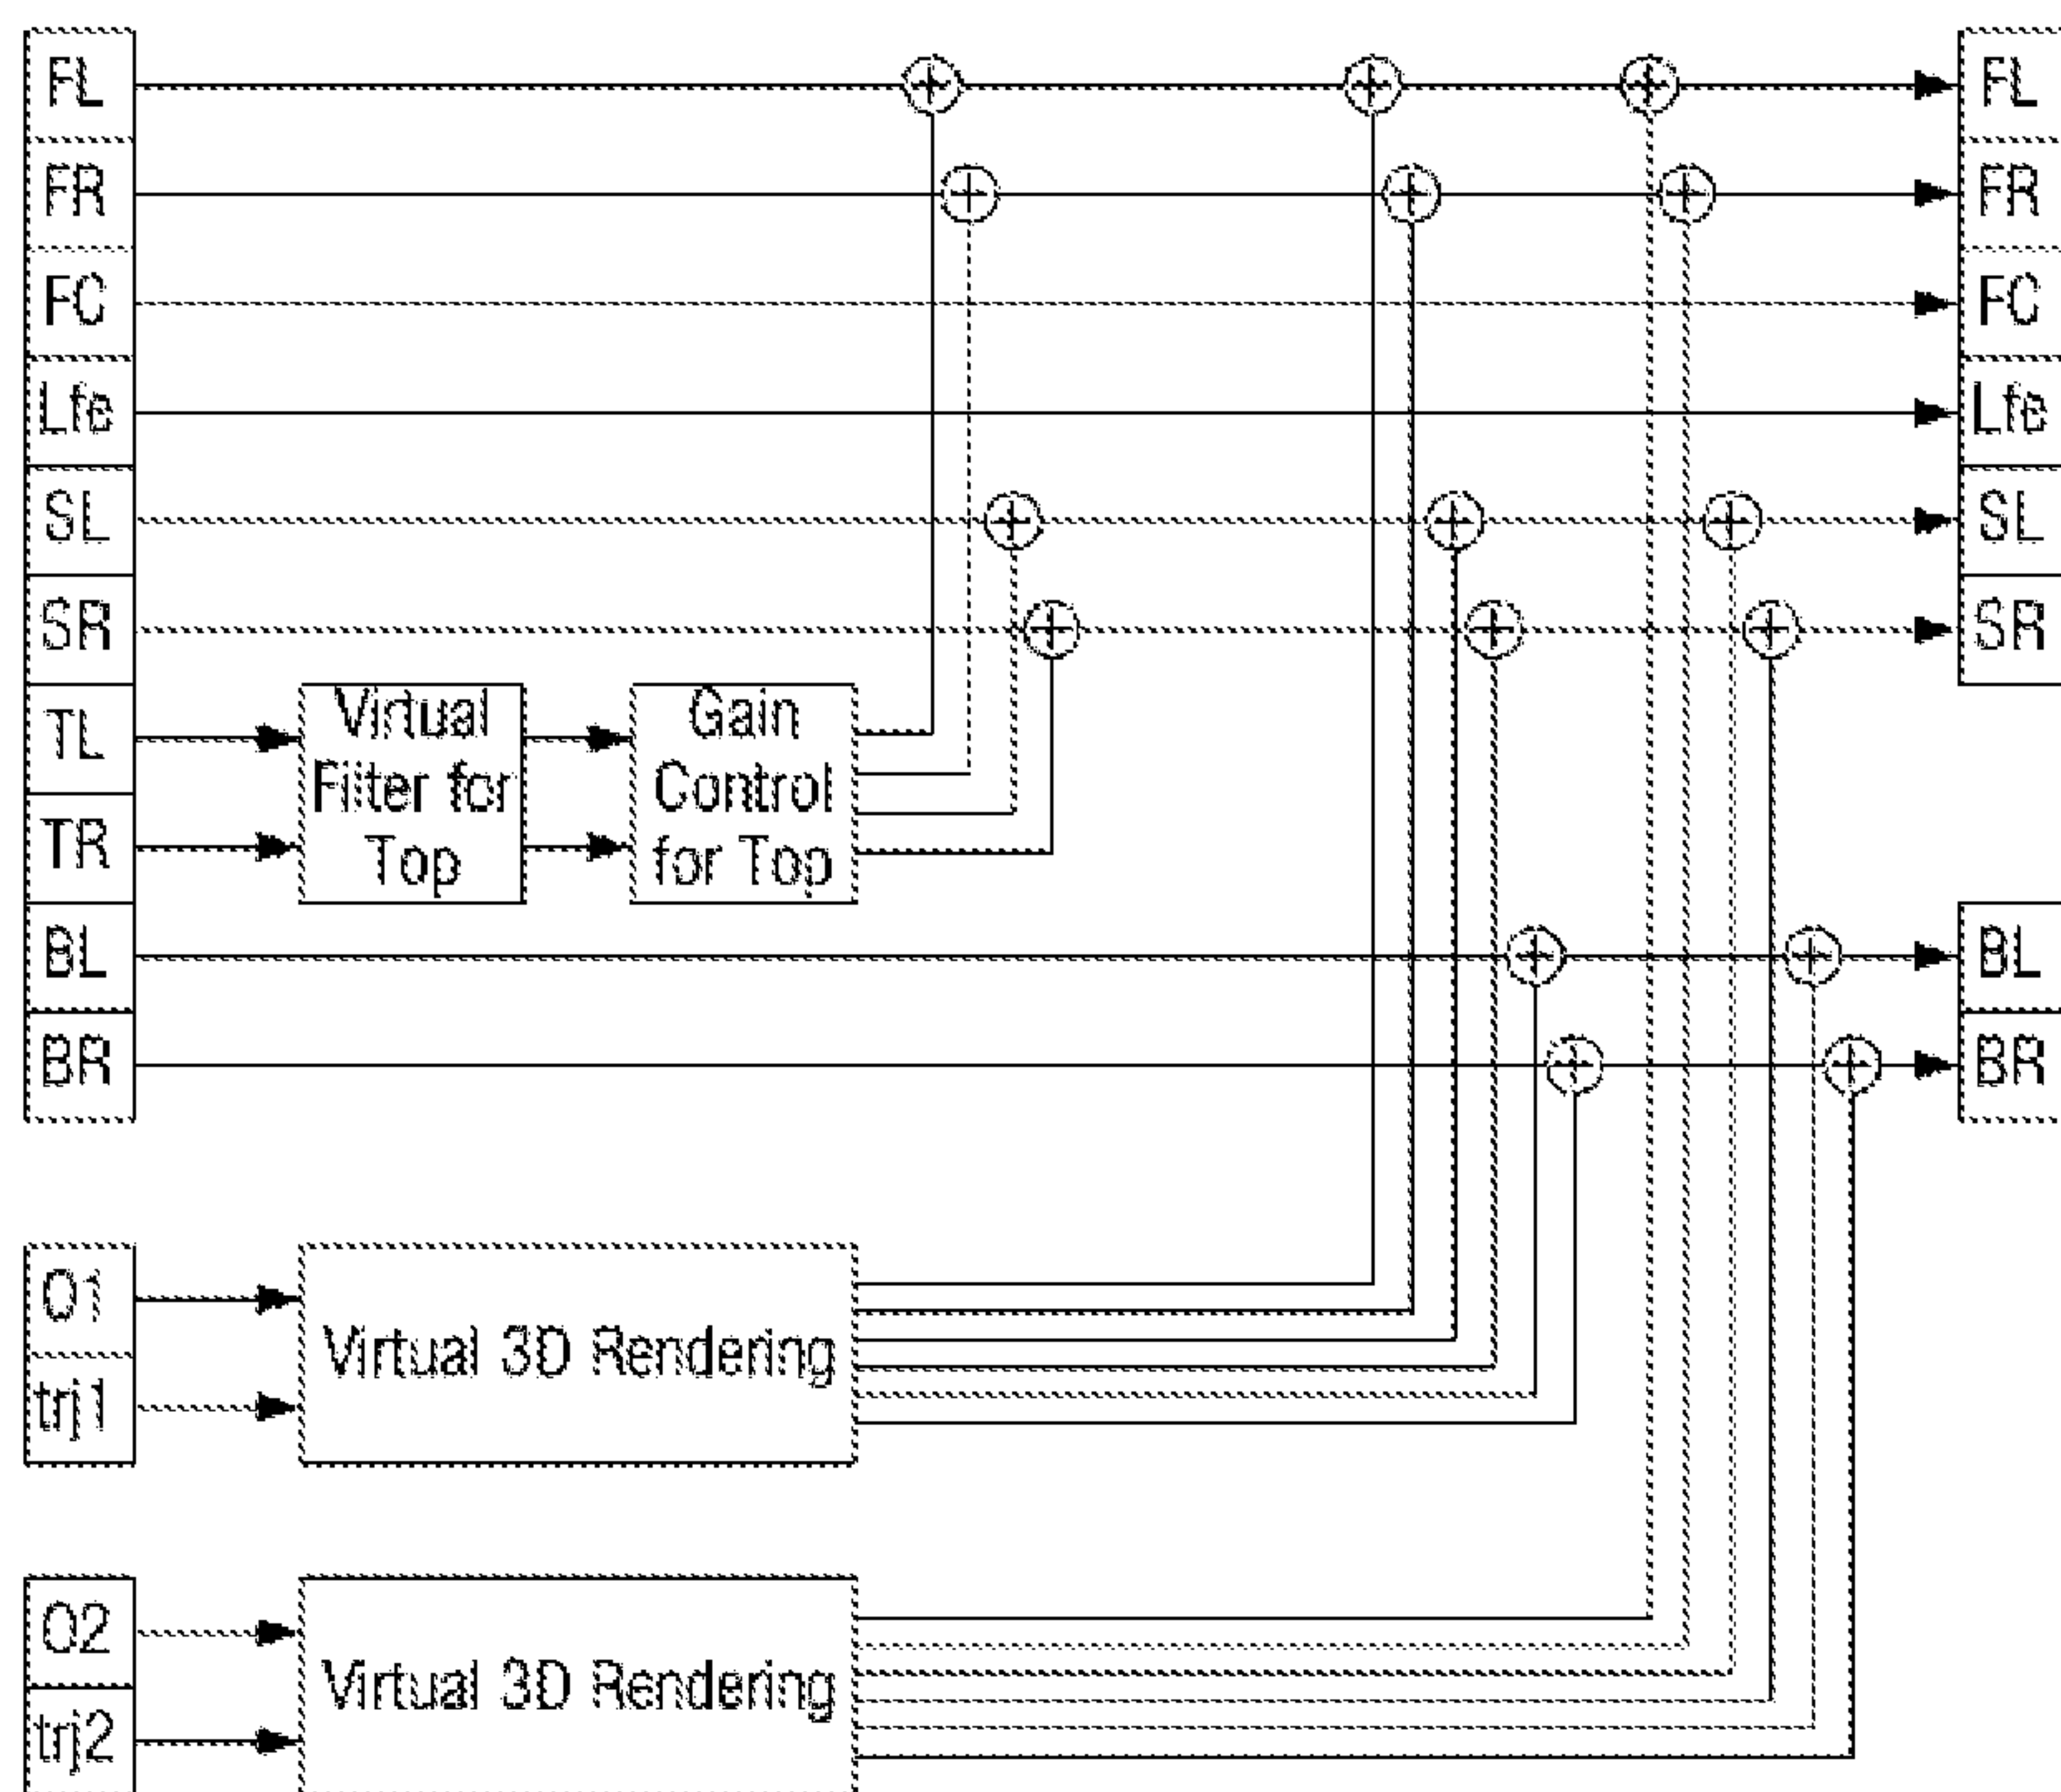 FL
FR
FC
Lfe
SL
SR
TL
TR
BL
BR
Virtual
Filter for
Top
Gain
Control
for Top
FL
FR
FC
Lfe
SL
SR
BL
BR
O1
trj1
Virtual 3D Rendering
O2
trj2
Virtual 3D Rendering